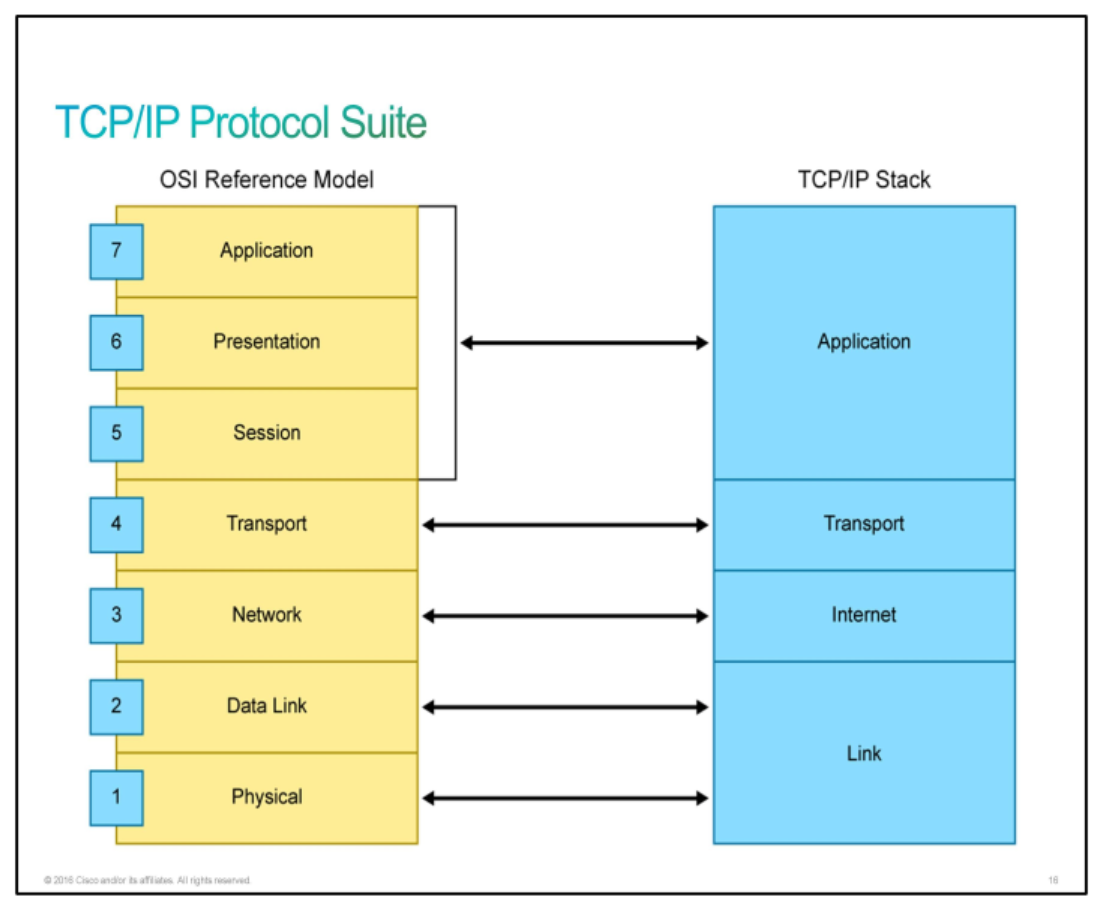 TCP/IP Protocol Suite
OSI Reference Model
TCP/IP Stack
7
Application
6
Presentation
Application
5
Session
4
Transport
Transport
3
Network
Internet
2
Data Link
Link
1
Physical
© 2016 Cisco and/or its affiliates. All rights reserved.
16